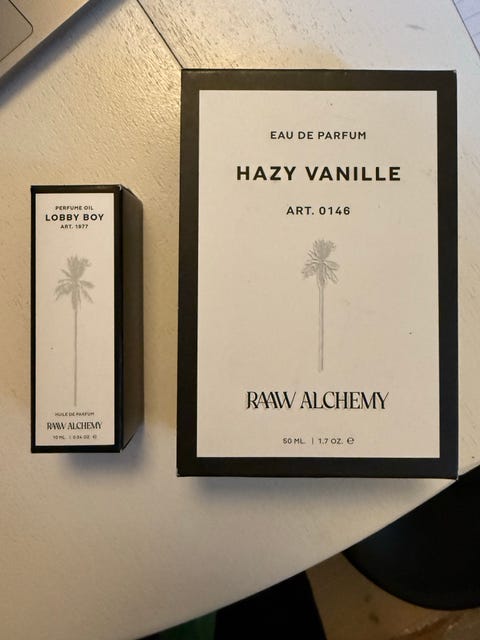 PERFUME OIL
LOBBY BOY
ART. 1977
HUILE DE PARFUM
RAAW ALCHEMY
10 ML. | 0.34 OZ. ℮
EAU DE PARFUM
HAZY VANILLE
ART. 0146
RAAW ALCHEMY
50 ML. | 1.7 OZ. ℮